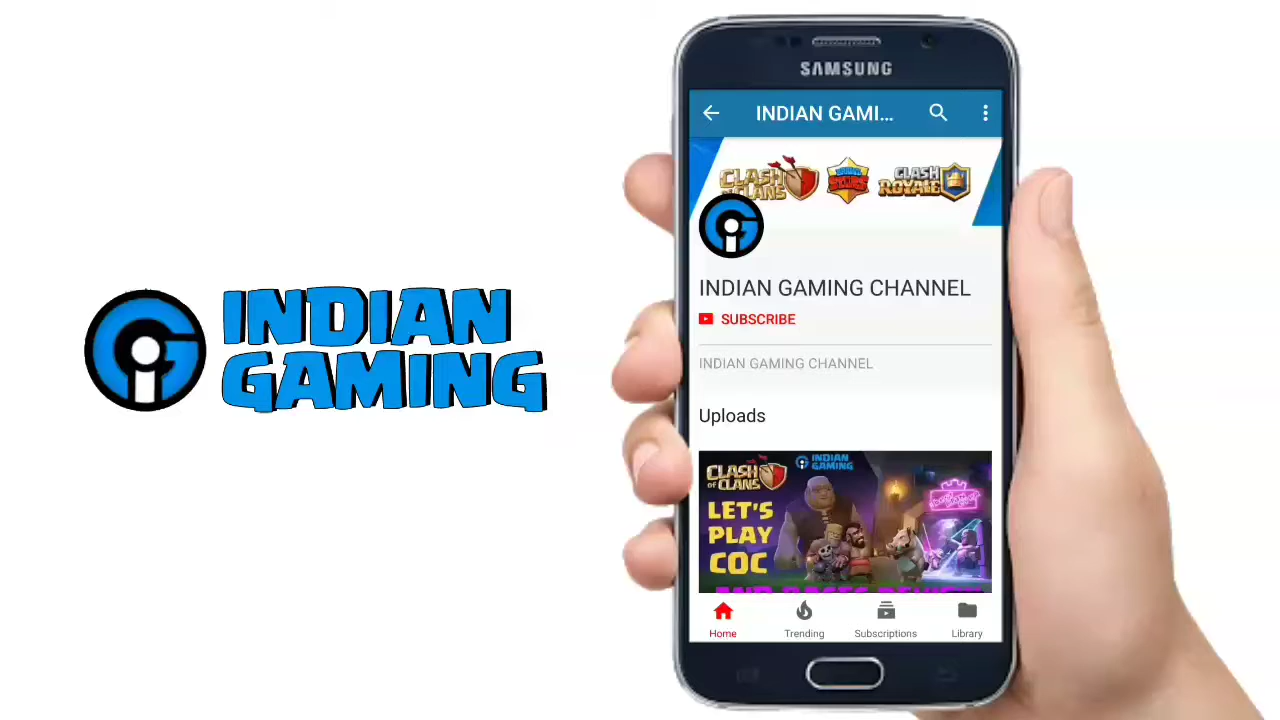 INDIAN
GAMING
SAMSUNG
INDIAN GAMI...
CLASH
OF CLANS
BRAWL
STARS
CLASH
ROYALE
INDIAN GAMING CHANNEL
SUBSCRIBE
INDIAN GAMING CHANNEL
Uploads
CLASH
OF CLANS
INDIAN
GAMING
LET'S
PLAY
COC
Home
Trending
Subscriptions
Library